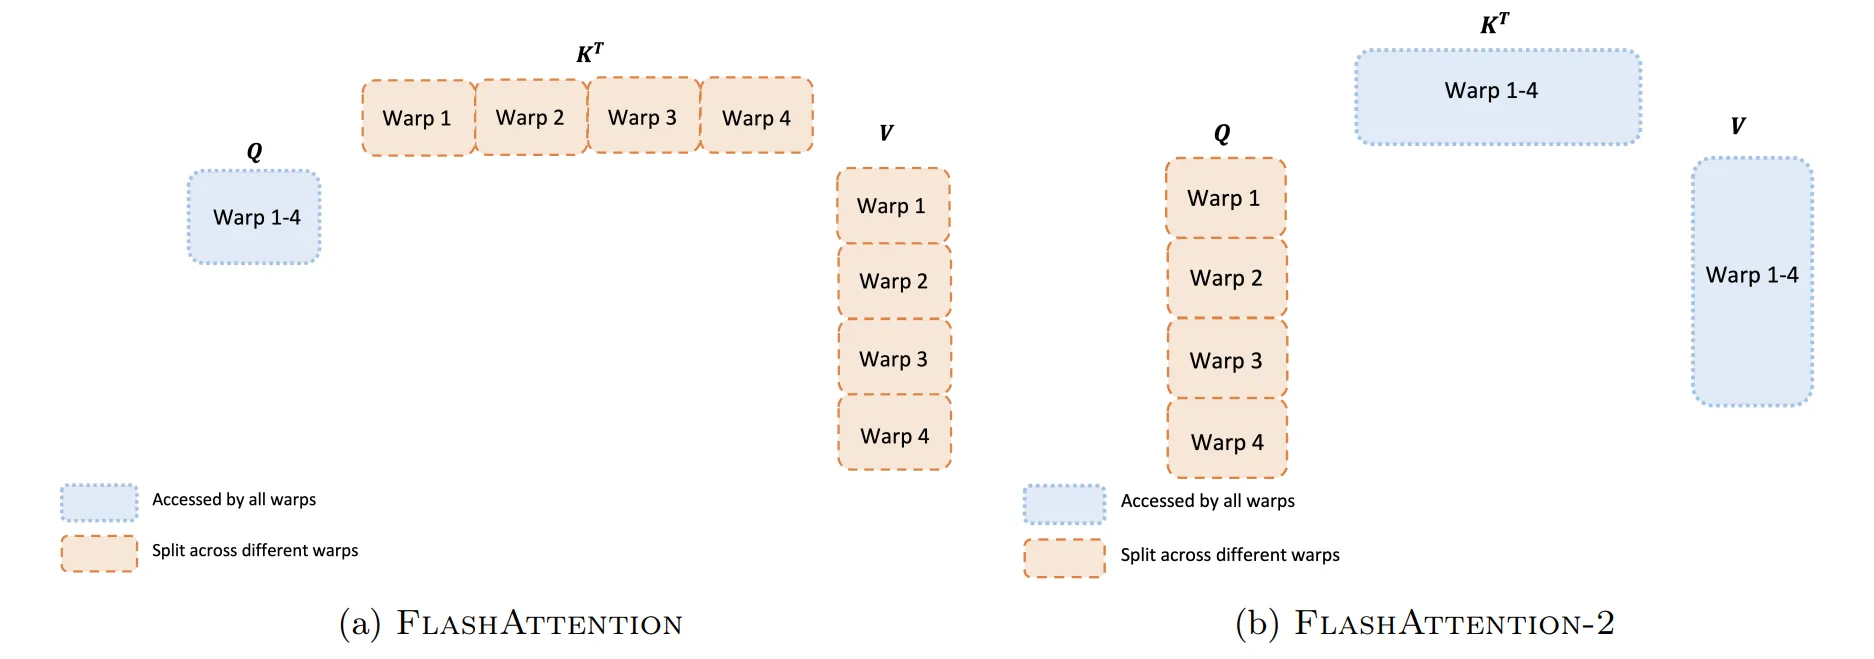 K^T
Warp 1 Warp 2 Warp 3 Warp 4
Q
Warp 1-4
V
Warp 1
Warp 2
Warp 3
Warp 4
Accessed by all warps
Split across different warps
(a) FLASHATTENTION
K^T
Warp 1-4
Q
Warp 1
Warp 2
Warp 3
Warp 4
V
Warp 1-4
Accessed by all warps
Split across different warps
(b) FLASHATTENTION-2